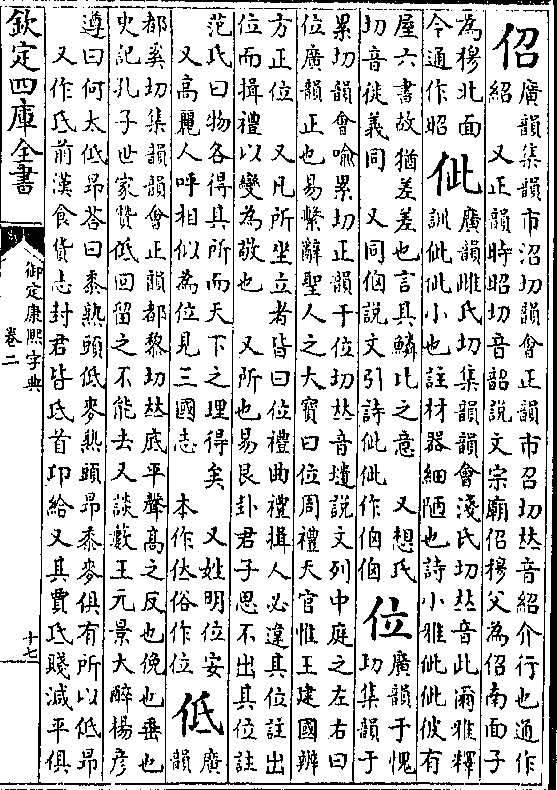 佋
廣韻集韻市沼切韻會正韻市召切𠀤音紹介行也通作
紹 又正韻時昭切音韶說文宗廟佋穆父為佋南面子
為穆北面
今通作昭
佌
廣韻雌氏切集韻韻會淺氏切𠀤音此爾雅釋
訓佌佌小也註材器細陋也詩小雅佌佌彼有
屋六書故猶差差也言其鱗比之意 又想氏
切音徙義同 又同㑛說文引詩佌佌作㑛㑛
位
廣韻于愧
切集韻于
累切韻會喻累切正韻于位切𠀤音壝說文列中庭之左右曰
位廣韻正也易繫辭聖人之大寶曰位周禮天官惟王建國辨
方正位 又凡所坐立者皆曰位禮曲禮揖人必違其位註出
位而揖禮以變為敬也 又所也易艮卦君子思不出其位註
范氏曰物各得其所而天下之理得矣 又姓明位安
又高麗人呼相似為位見三國志 本作俗作位
低
廣
韻
都奚切集韻韻會正韻都黎切𠀤底平聲高之反也俛也垂也
史記孔子世家贊低回留之不能去又談藪王元景大醉楊彥
遵曰何太低昂荅曰黍熟頭低麥熟頭昂黍麥俱有所以低昂
又作氐前漢食貨志封君皆氐首卬給又其賈氐賤減平俱
欽定四庫全書
御定康熙字典
卷二
十七